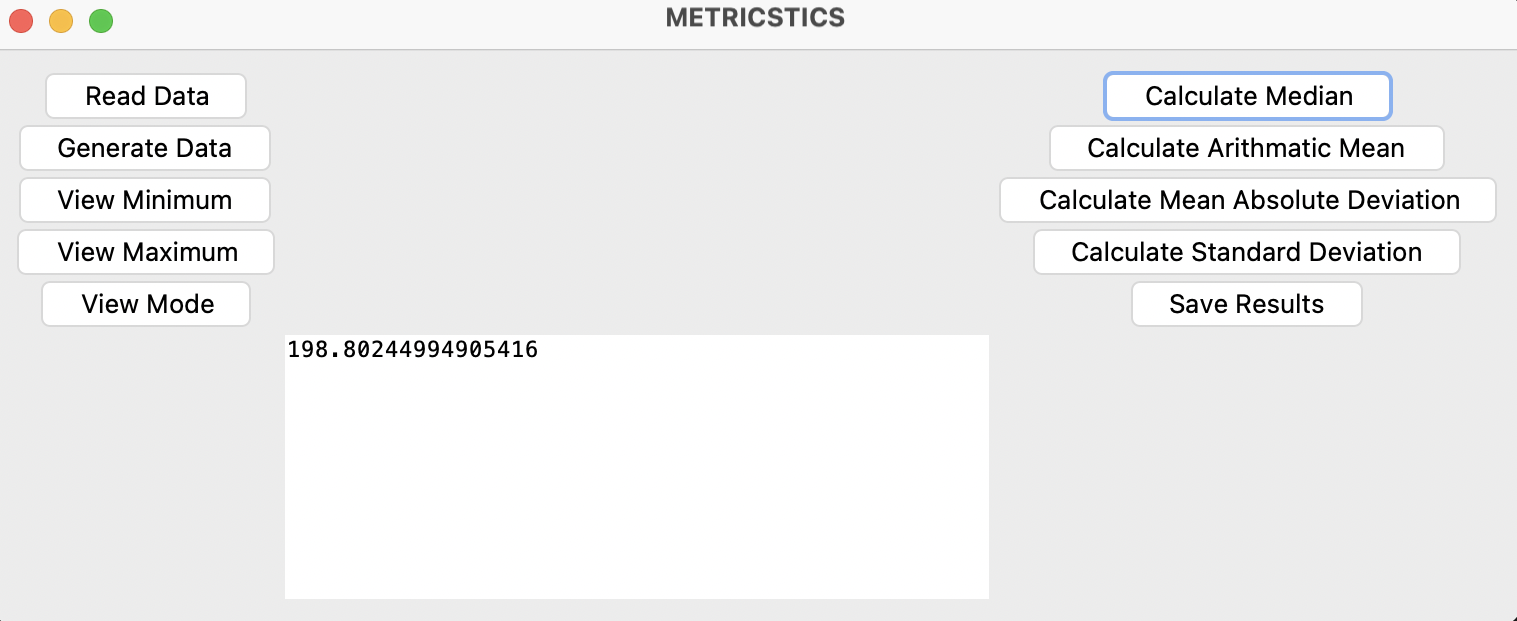 METRICSTICS
Read Data
Generate Data
View Minimum
View Maximum
View Mode
Calculate Median
Calculate Arithmatic Mean
Calculate Mean Absolute Deviation
Calculate Standard Deviation
Save Results
198.80244994905416